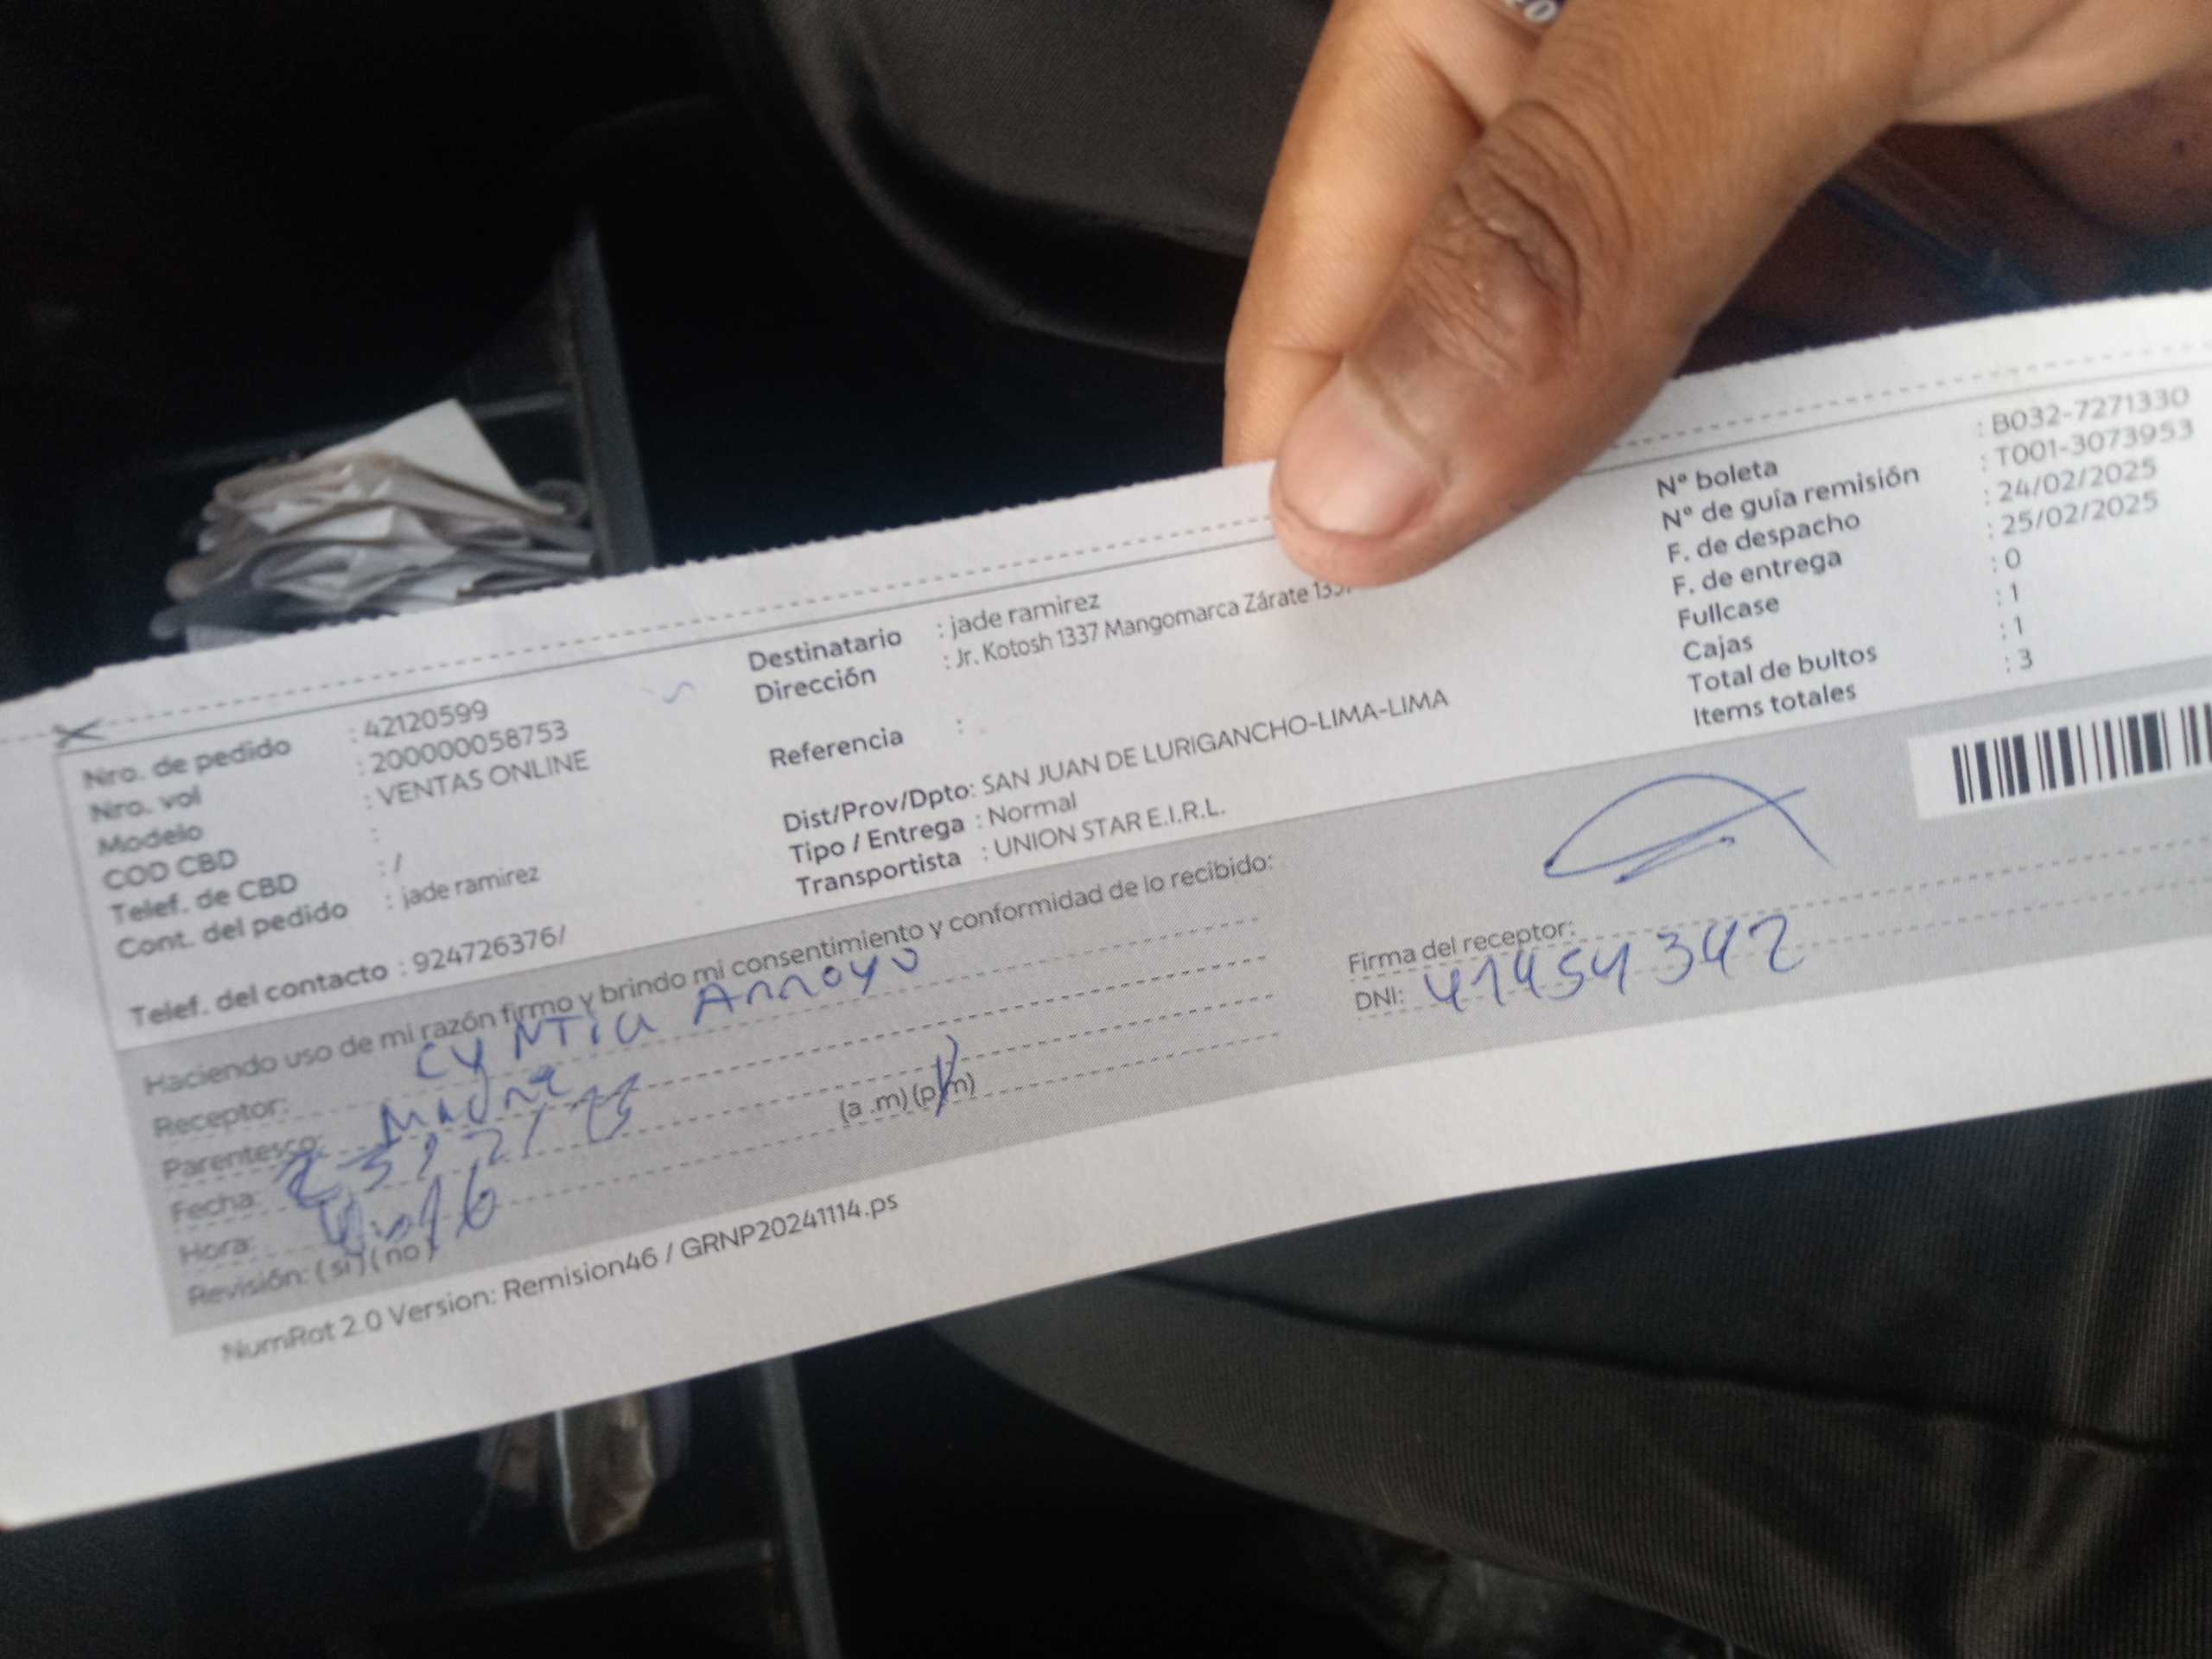 Nro. de pedido : 42120599
Nro. vol : 200000058753
Modelo : VENTAS ONLINE
COD CBD :
Telef. de CBD : /
Cont. del pedido : jade ramirez
Telef. del contacto : 924726376/
Destinatario : jade ramirez
Dirección : Jr. Kotosh 1337 Mangomarca Zárate
Referencia :
Dist/Prov/Dpto: SAN JUAN DE LURIGANCHO-LIMA-LIMA
Tipo / Entrega : Normal
Transportista : UNION STAR E.I.R.L.
N° boleta : B032-7271330
N° de guía remisión : T001-3073953
F. de despacho : 24/02/2025
F. de entrega : 25/02/2025
Fullcase : 0
Cajas : 1
Total de bultos : 1
Items totales : 3
Haciendo uso de mi razón firmo y brindo mi consentimiento y conformidad de lo recibido:
Receptor: CYNTIA Arroyo
Parentesco: Madre
Fecha:
Hora: (a .m) (p.m)
Revisión: ( si ) ( no )
Firma del receptor:
DNI: 41454342
NumRot 2.0 Version: Remision46 / GRNP20241114.ps